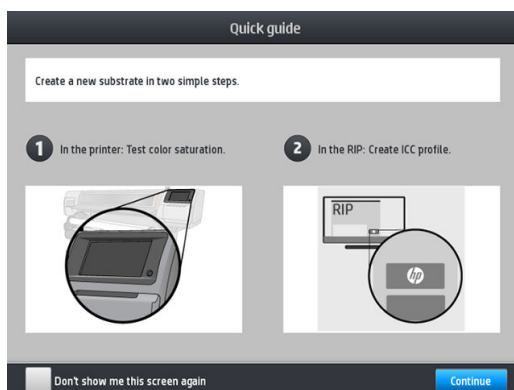 Quick guide
Create a new substrate in two simple steps.
1 In the printer: Test color saturation.
2 In the RIP: Create ICC profile.
RIP
hp
Don't show me this screen again
Continue